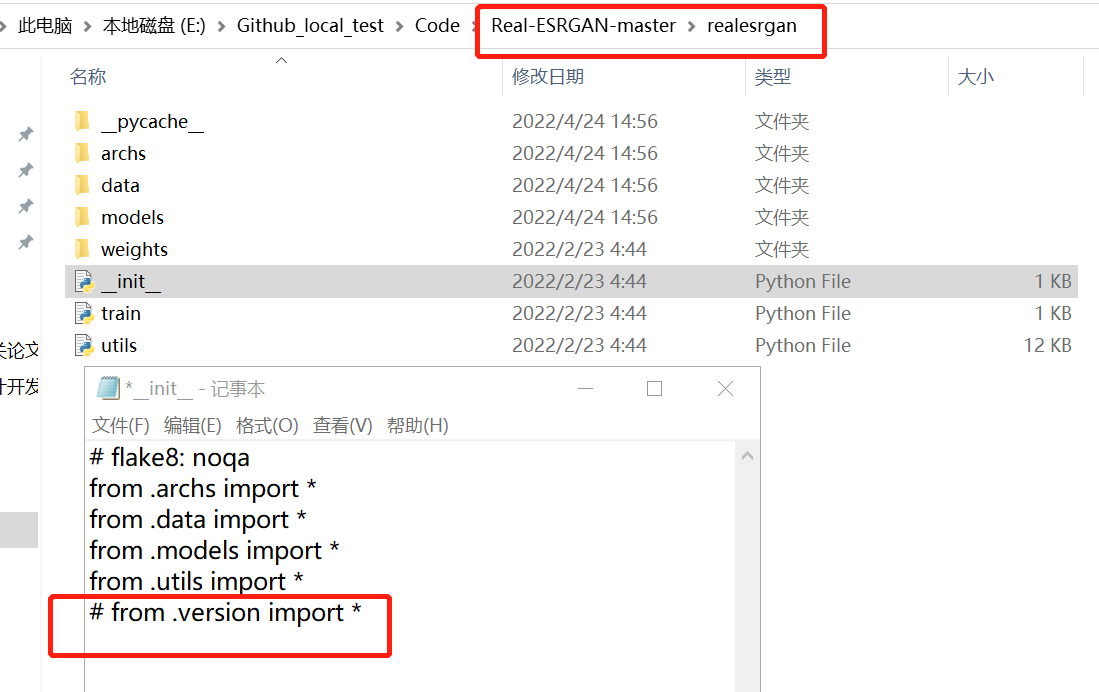 此电脑 > 本地磁盘 (E:) > Github_local_test > Code > Real-ESRGAN-master > realesrgan
名称 修改日期 类型 大小
__pycache__ 2022/4/24 14:56 文件夹
archs 2022/4/24 14:56 文件夹
data 2022/4/24 14:56 文件夹
models 2022/4/24 14:56 文件夹
weights 2022/2/23 4:44 文件夹
__init__ 2022/2/23 4:44 Python File 1 KB
train 2022/2/23 4:44 Python File 1 KB
utils 2022/2/23 4:44 Python File 12 KB
论文
开发
*__init__ - 记事本
文件(F) 编辑(E) 格式(O) 查看(V) 帮助(H)
# flake8: noqa
from .archs import *
from .data import *
from .models import *
from .utils import *
# from .version import *